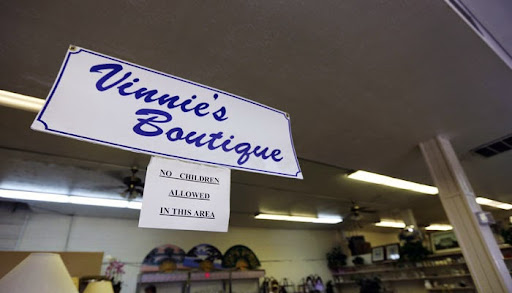 Vinnie's
Boutique
NO CHILDREN
ALLOWED
IN THIS AREA